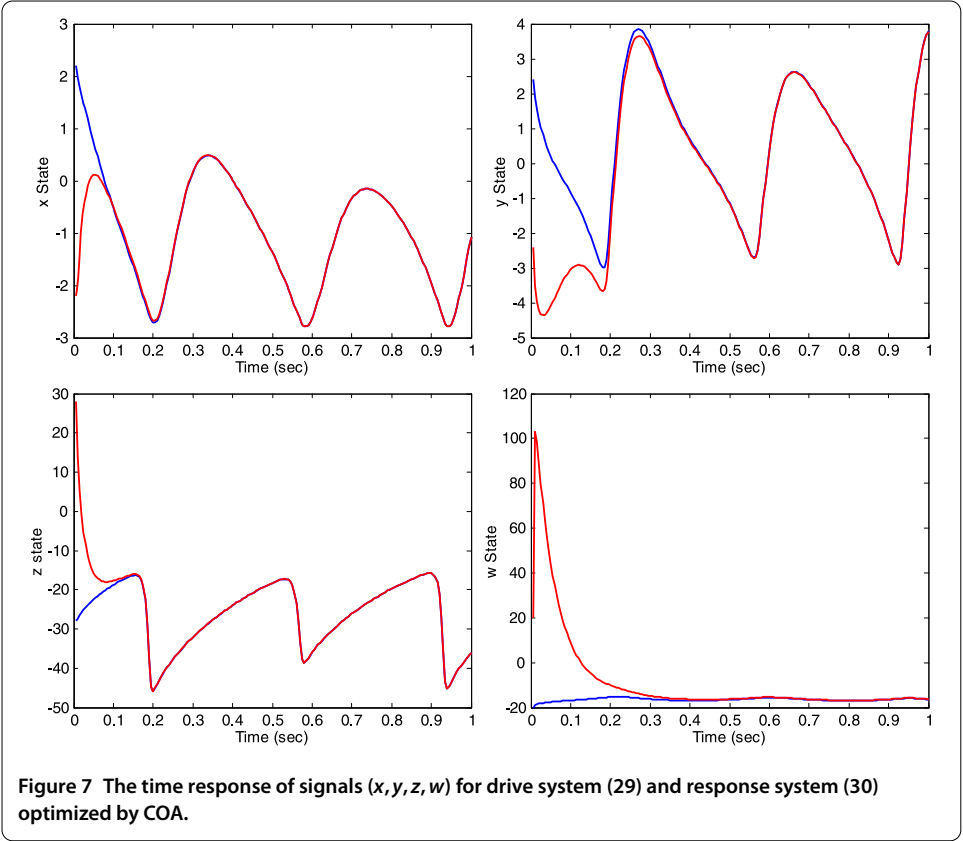 3
2
1
0
-1
-2
-3
x State
0 0.1 0.2 0.3 0.4 0.5 0.6 0.7 0.8 0.9 1
Time (sec)
4
3
2
1
0
-1
-2
-3
-4
-5
y State
0 0.1 0.2 0.3 0.4 0.5 0.6 0.7 0.8 0.9 1
Time (sec)
30
20
10
0
-10
-20
-30
-40
-50
z state
0 0.1 0.2 0.3 0.4 0.5 0.6 0.7 0.8 0.9 1
Time (sec)
120
100
80
60
40
20
0
-20
w State
0 0.1 0.2 0.3 0.4 0.5 0.6 0.7 0.8 0.9 1
Time (sec)
Figure 7 The time response of signals (x, y, z, w) for drive system (29) and response system (30)
optimized by COA.